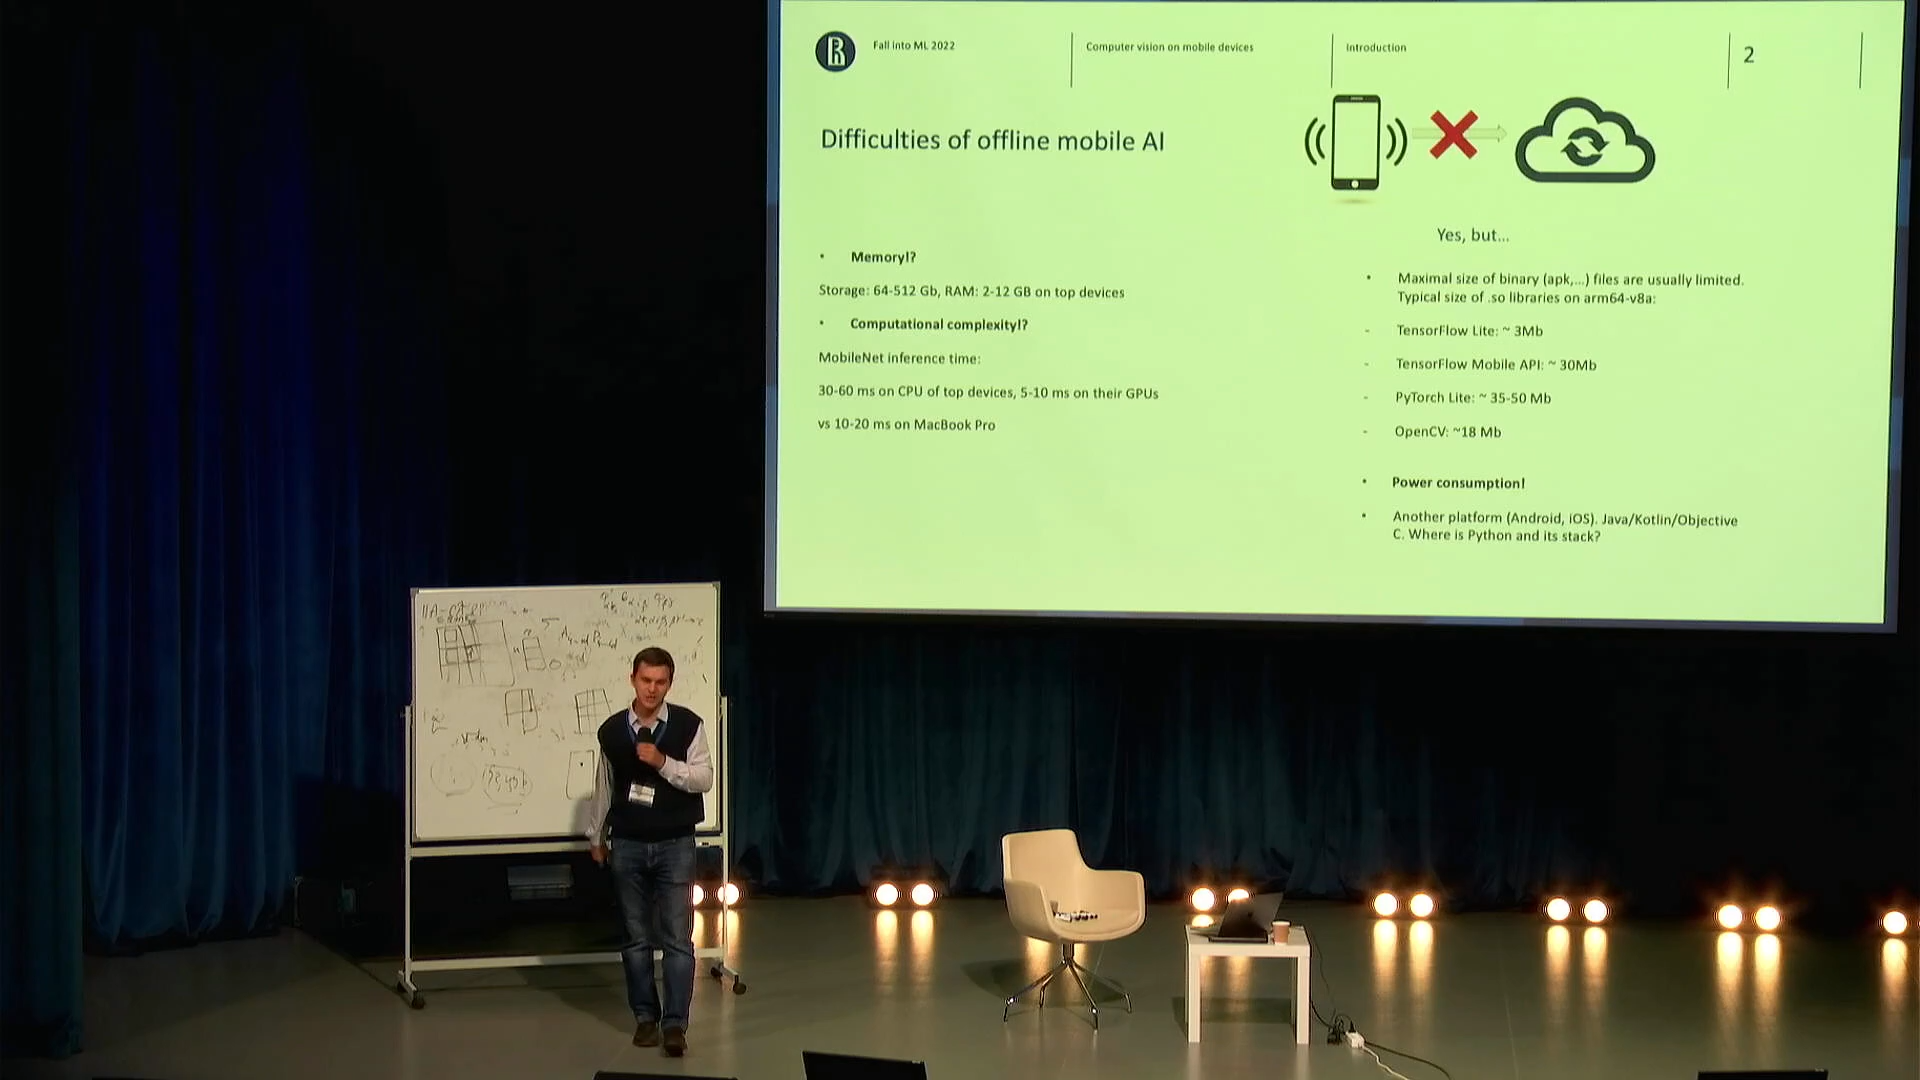 Fall into ML 2022
Computer vision on mobile devices
Introduction
2
Difficulties of offline mobile AI
• Memory!?
Storage: 64-512 Gb, RAM: 2-12 GB on top devices
• Computational complexity!?
MobileNet inference time:
30-60 ms on CPU of top devices, 5-10 ms on their GPUs
vs 10-20 ms on MacBook Pro
Yes, but...
• Maximal size of binary (apk,...) files are usually limited.
Typical size of .so libraries on arm64-v8a:
- TensorFlow Lite: ~ 3Mb
- TensorFlow Mobile API: ~ 30Mb
- PyTorch Lite: ~ 35-50 Mb
- OpenCV: ~18 Mb
• Power consumption!
• Another platform (Android, iOS). Java/Kotlin/Objective
C. Where is Python and its stack?